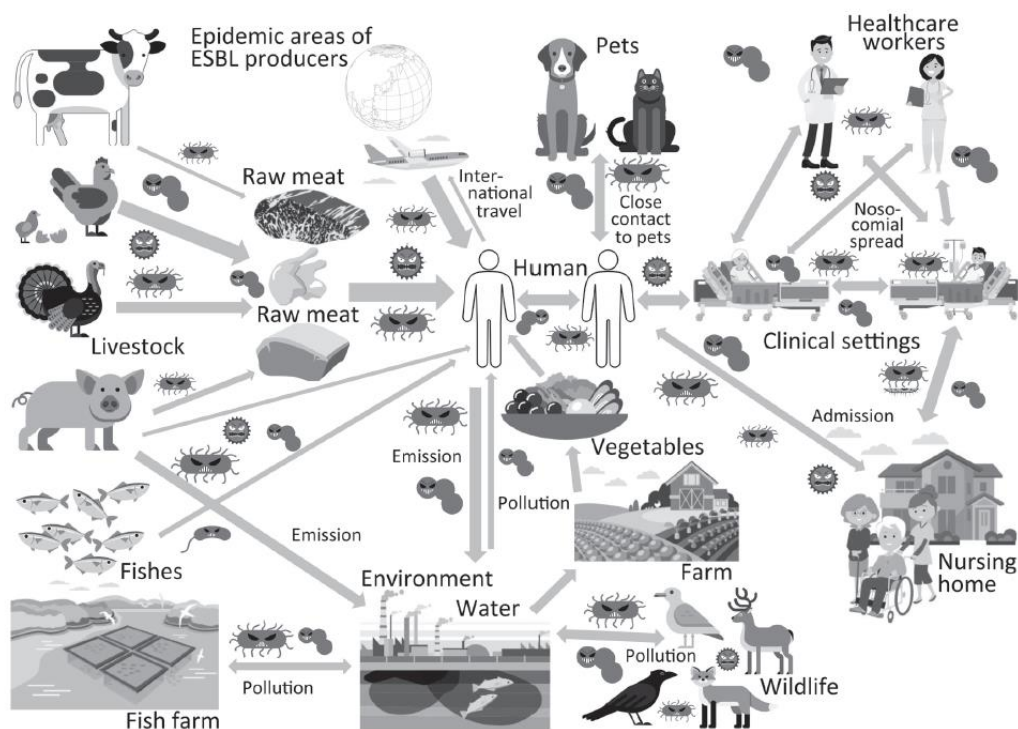 Epidemic areas of
ESBL producers
Pets
Healthcare
workers
Raw meat
Inter-
national
travel
Close
contact
to pets
Noso-
comial
spread
Human
Raw meat
Livestock
Clinical settings
Admission
Emission
Vegetables
Pollution
Emission
Fishes
Environment
Water
Farm
Nursing
home
Pollution
Pollution
Wildlife
Fish farm